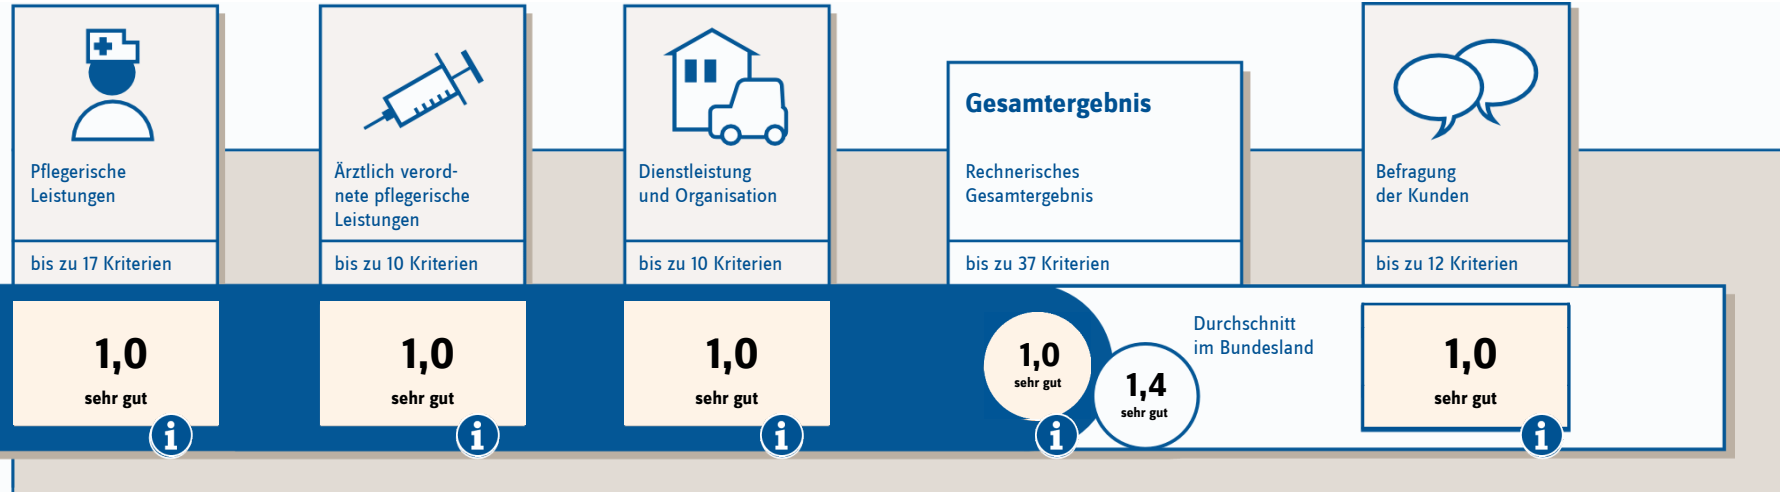 Pflegerische
Leistungen
bis zu 17 Kriterien
1,0
sehr gut
i
Ärztlich verord-
nete pflegerische
Leistungen
bis zu 10 Kriterien
1,0
sehr gut
i
Dienstleistung
und Organisation
bis zu 10 Kriterien
1,0
sehr gut
i
Gesamtergebnis
Rechnerisches
Gesamtergebnis
bis zu 37 Kriterien
1,0
sehr gut
i
1,4
sehr gut
Durchschnitt
im Bundesland
Befragung
der Kunden
bis zu 12 Kriterien
1,0
sehr gut
i